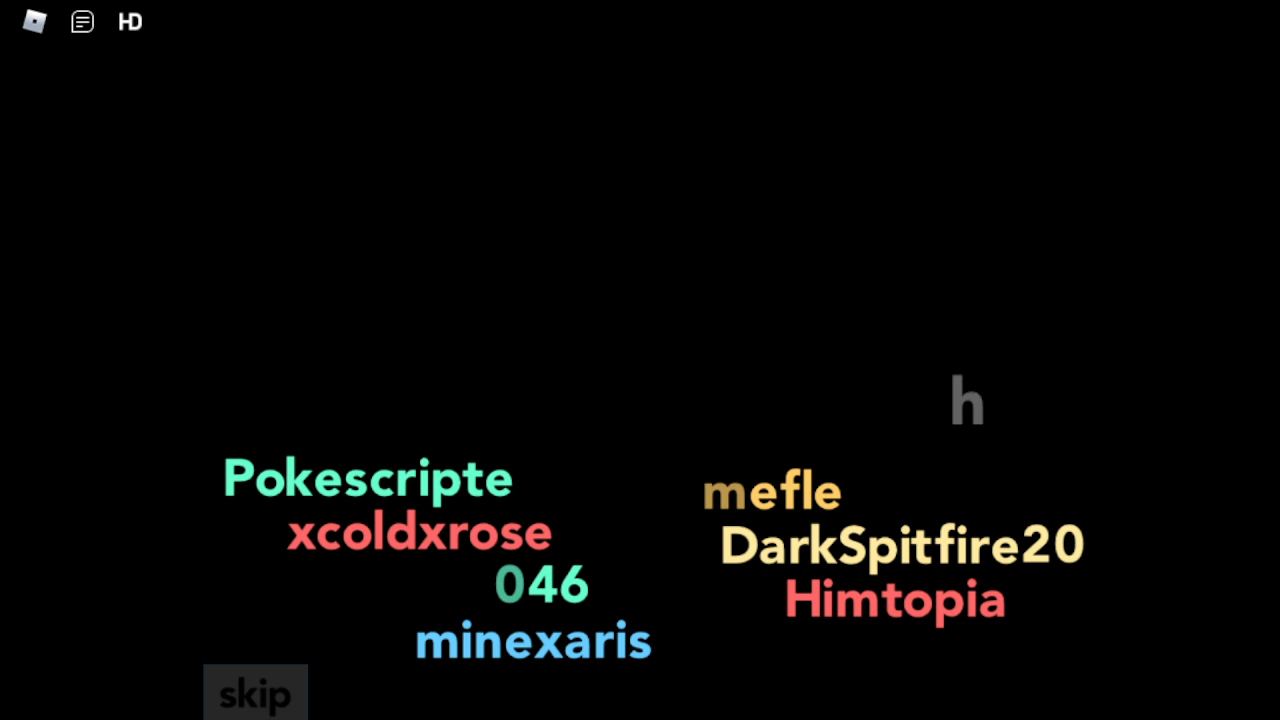 HD
h
Pokescripte
mefle
xcoldxrose
DarkSpitfire20
046
Himtopia
minexaris
skip